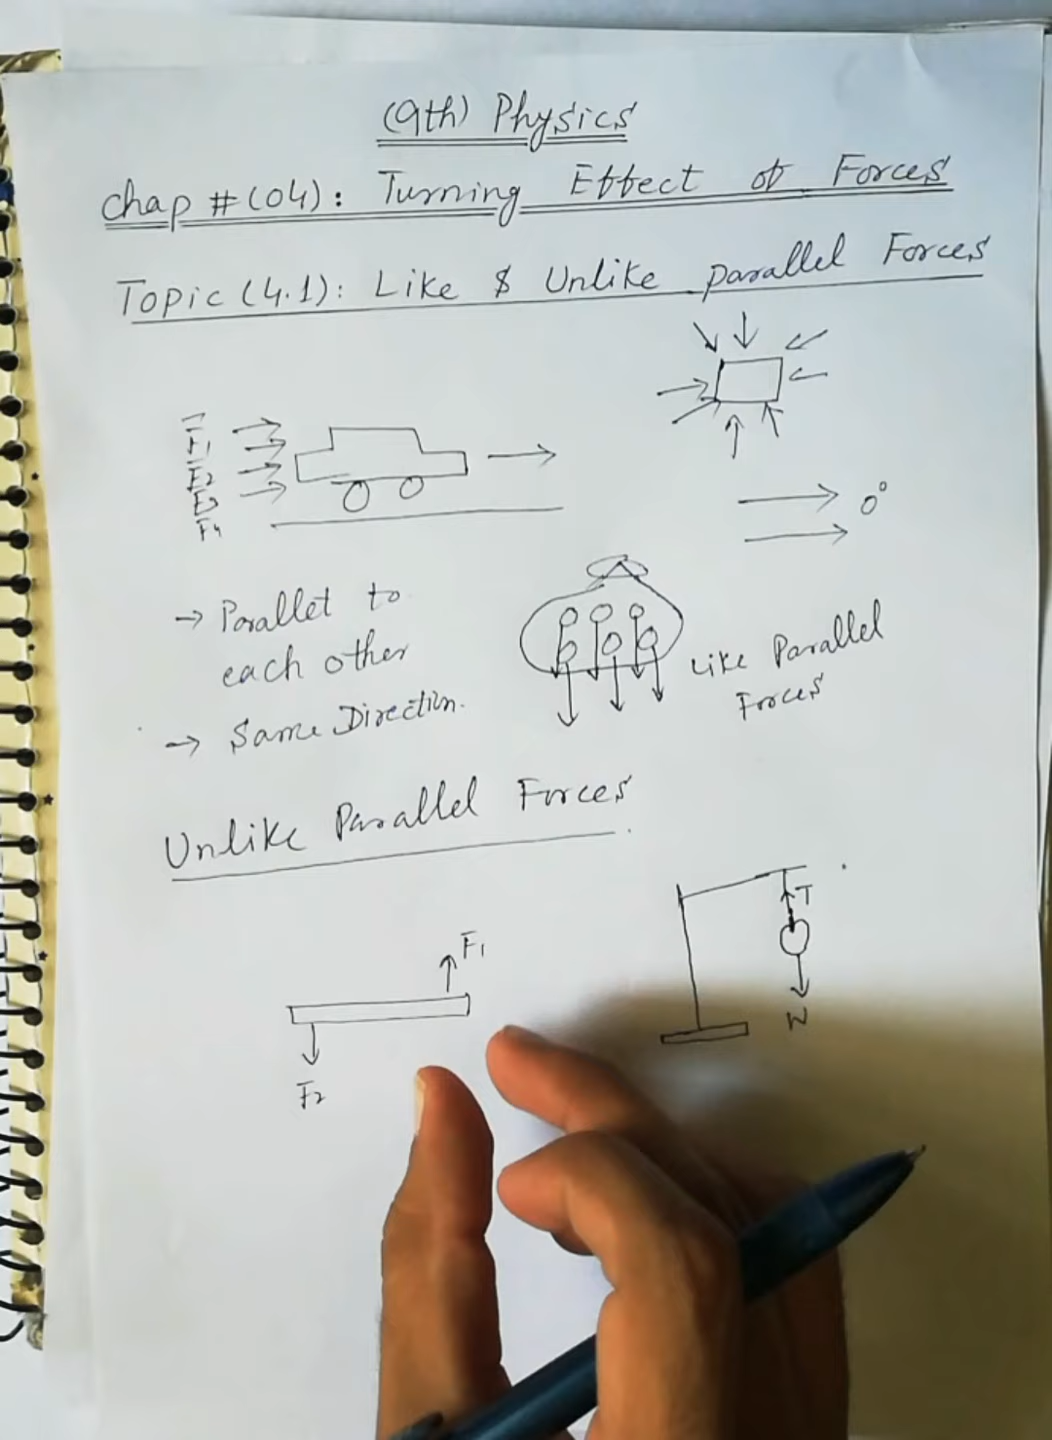 (9th) Physics
Chap # (04): Turning Effect of Forces
Topic (4.1): Like & Unlike parallel Forces
F1
F2
F3
F4
0°
→ Parallet to
each other
→ Same Direction.
Like Parallel
Forces
Unlike Parallel Forces
F1
T
W
F2